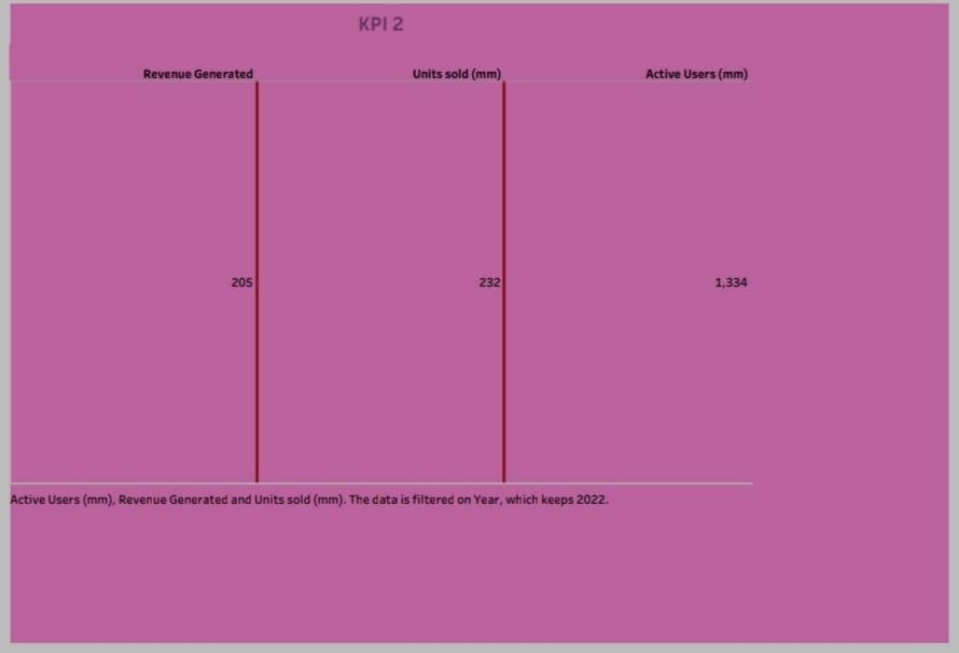 KPI 2
Revenue Generated Units sold (mm) Active Users (mm)
205 232 1,334
Active Users (mm), Revenue Generated and Units sold (mm). The data is filtered on Year, which keeps 2022.